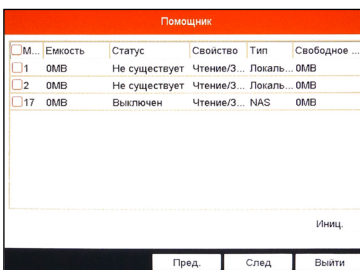 Помощник
М... Емкость Статус Свойство Тип Свободное ...
1 0MB Не существует Чтение/З... Локаль... 0MB
2 0MB Не существует Чтение/З... Локаль... 0MB
17 0MB Выключен Чтение/З... NAS 0MB
Иниц.
Пред. След Выйти